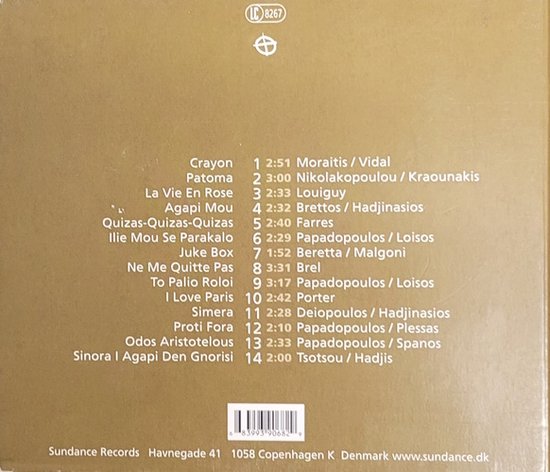 LC 8267
Crayon 1 2:51 Moraitis / Vidal
Patoma 2 3:00 Nikolakopoulou / Kraounakis
La Vie En Rose 3 2:33 Louiguy
Agapi Mou 4 2:32 Brettos / Hadjinasios
Quizas-Quizas-Quizas 5 2:40 Farres
Ilie Mou Se Parakalo 6 2:29 Papadopoulos / Loisos
Juke Box 7 1:52 Beretta / Malgoni
Ne Me Quitte Pas 8 3:31 Brel
To Palio Roloi 9 3:17 Papadopoulos / Loisos
I Love Paris 10 2:42 Porter
Simera 11 2:28 Deiopoulos / Hadjinasios
Proti Fora 12 2:10 Papadopoulos / Plessas
Odos Aristotelous 13 2:33 Papadopoulos / Spanos
Sinora I Agapi Den Gnorisi 14 2:00 Tsotsou / Hadjis
6 83993 90682 9
Sundance Records Havnegade 41 1058 Copenhagen K Denmark www.sundance.dk